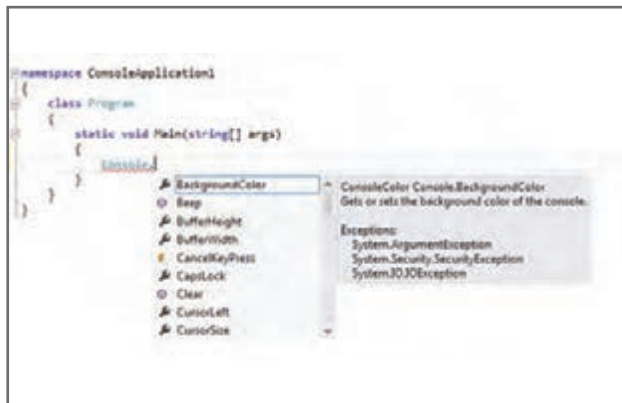 namespace ConsoleApplication1
{
class Program
{
static void Main(string[] args)
{
Console.
}
}
}
BackgroundColor
Beep
BufferHeight
BufferWidth
CancelKeyPress
CapsLock
Clear
CursorLeft
CursorSize
ConsoleColor Console.BackgroundColor
Gets or sets the background color of the console.
Exceptions:
System.ArgumentException
System.Security.SecurityException
System.IO.IOException